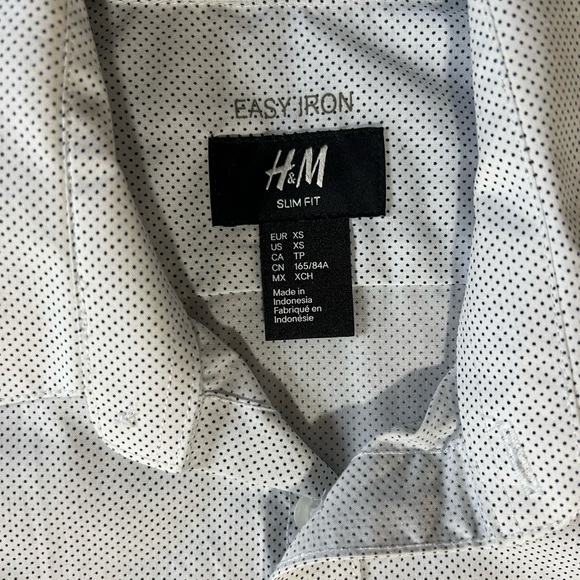 EASY IRON
H&M
SLIM FIT
EUR XS
US XS
CA TP
CN 165/84A
MX XCH
Made in
Indonesia
Fabriqué en
Indonésie